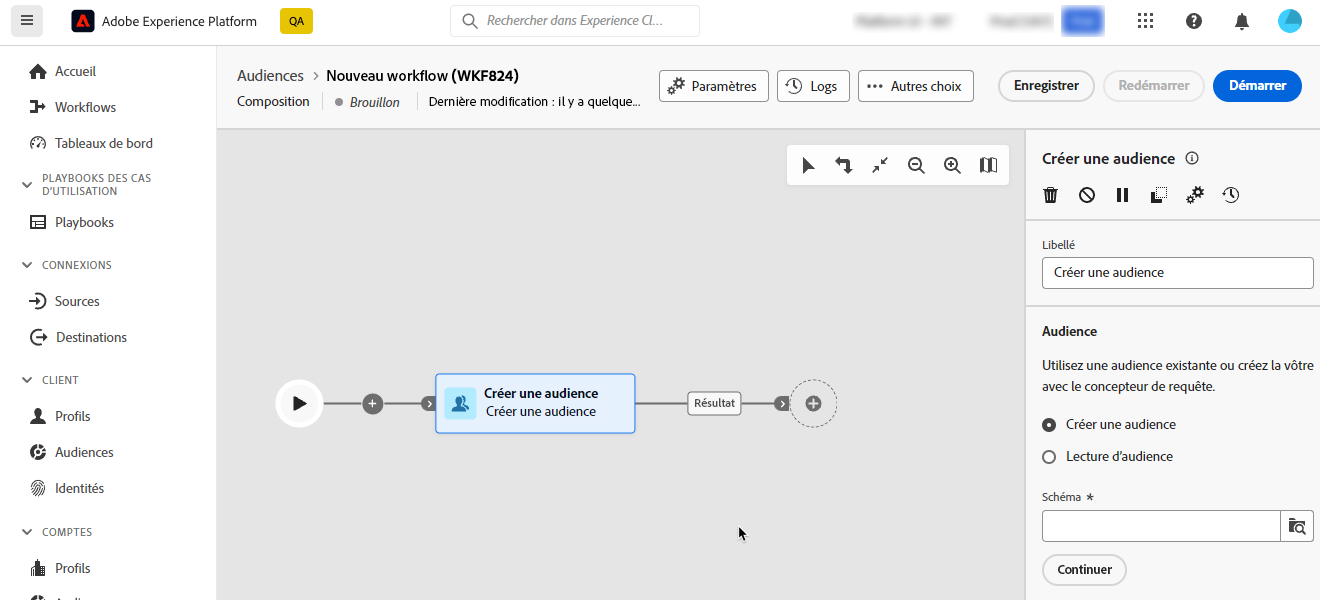 Adobe Experience Platform
QA
Rechercher dans Experience Cl...
Accueil
Workflows
Tableaux de bord
PLAYBOOKS DES CAS
D'UTILISATION
Playbooks
CONNEXIONS
Sources
Destinations
CLIENT
Profils
Audiences
Identités
COMPTES
Profils
Audiences > Nouveau workflow (WKF824)
Composition
Brouillon
Dernière modification : il y a quelque...
Paramètres
Logs
Autres choix
Enregistrer
Redémarrer
Démarrer
Créer une audience
Créer une audience
Résultat
Créer une audience
Libellé
Créer une audience
Audience
Utilisez une audience existante ou créez la vôtre
avec le concepteur de requête.
Créer une audience
Lecture d'audience
Schéma *
Continuer